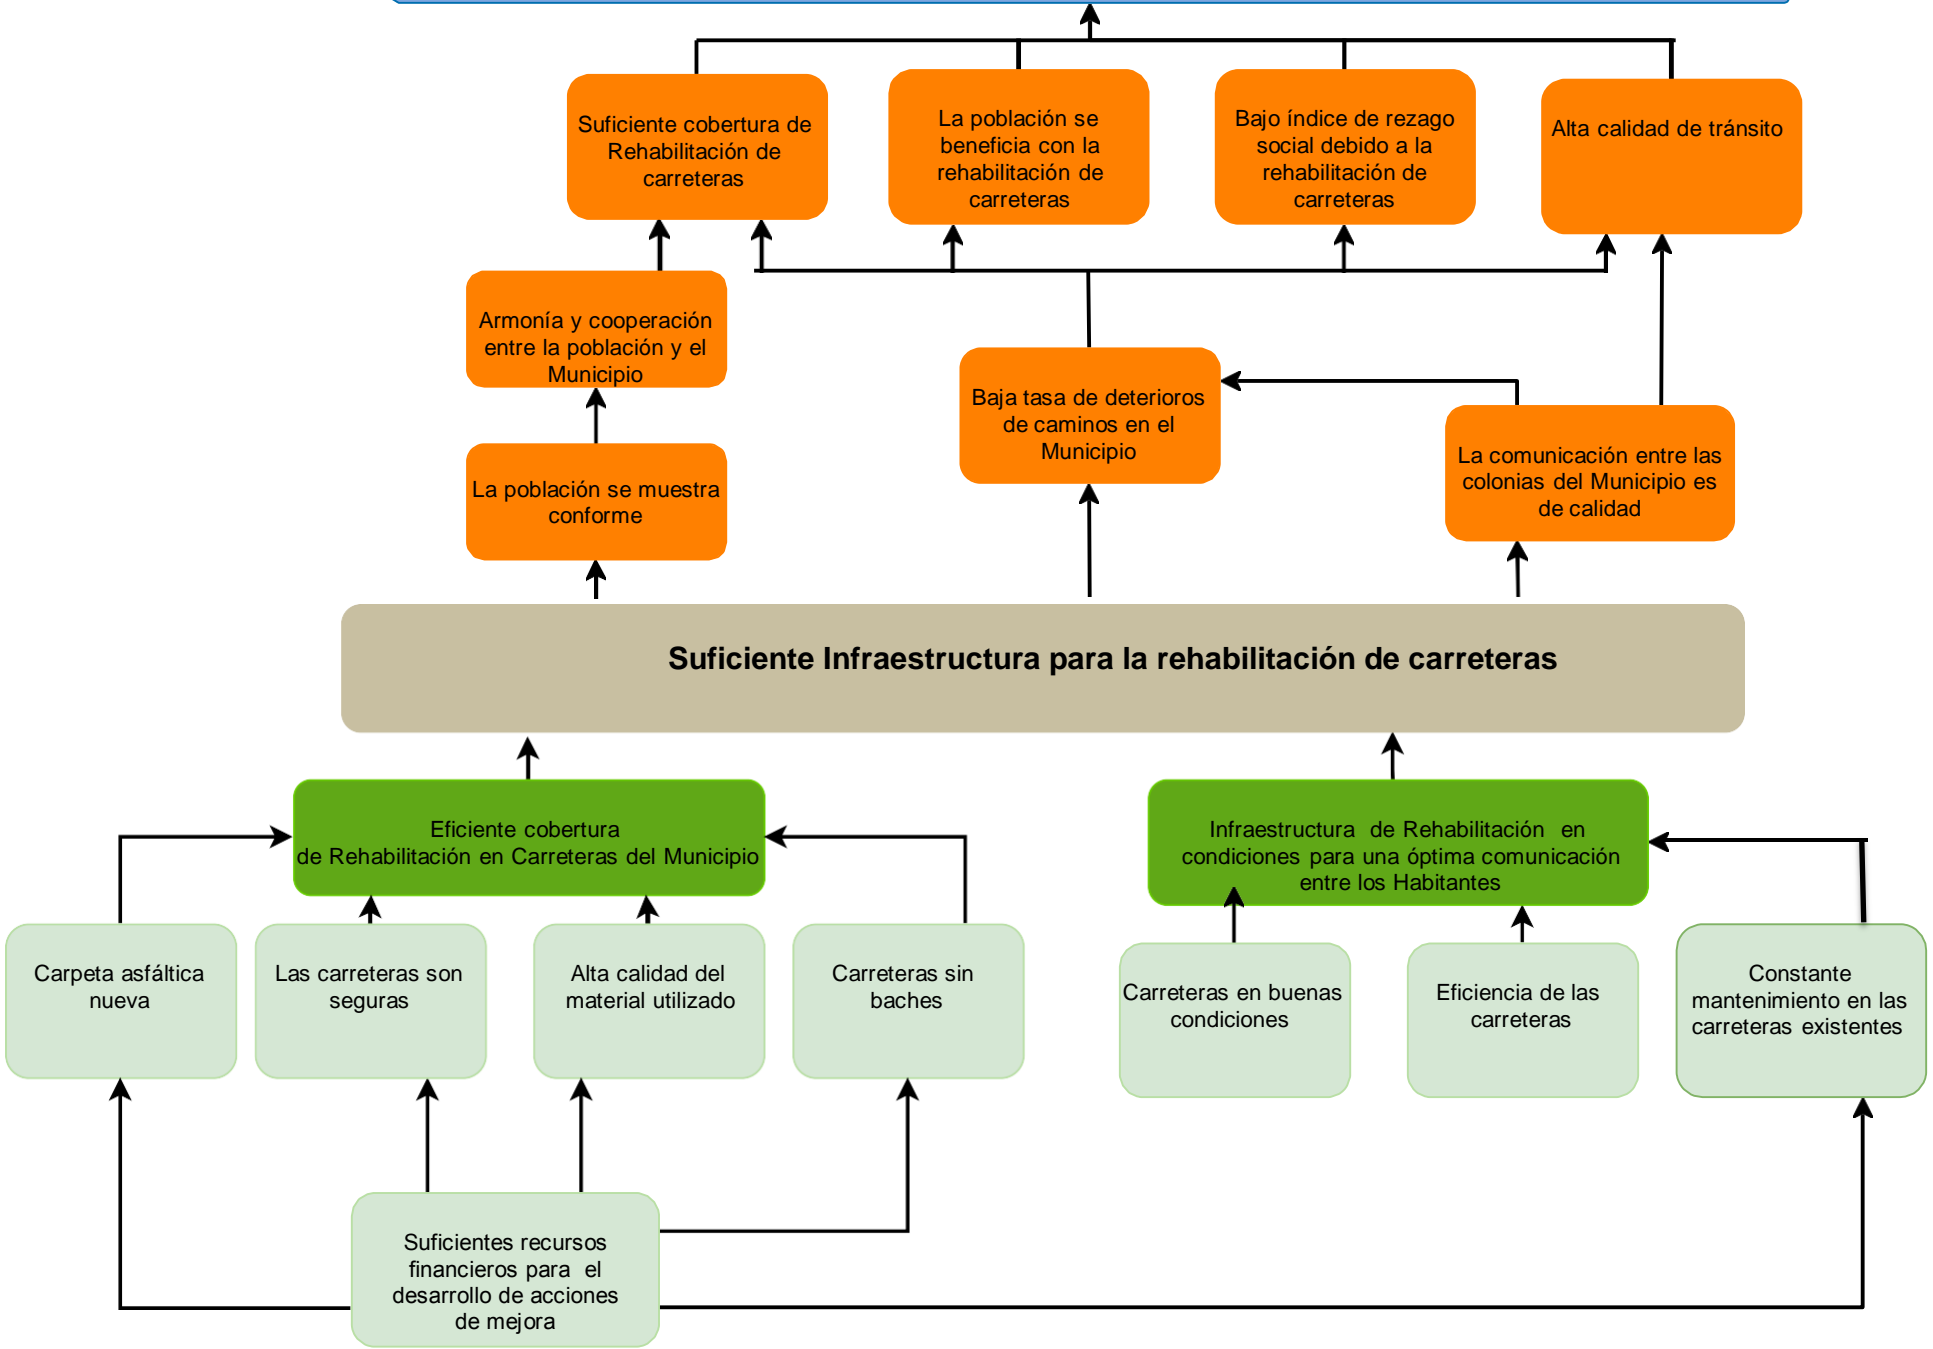 Suficiente cobertura de
Rehabilitación de
carreteras
La población se
beneficia con la
rehabilitación de
carreteras
Bajo índice de rezago
social debido a la
rehabilitación de
carreteras
Alta calidad de tránsito
Armonía y cooperación
entre la población y el
Municipio
Baja tasa de deterioros
de caminos en el
Municipio
La comunicación entre las
colonias del Municipio es
de calidad
La población se muestra
conforme
Suficiente Infraestructura para la rehabilitación de carreteras
Eficiente cobertura
de Rehabilitación en Carreteras del Municipio
Infraestructura de Rehabilitación en
condiciones para una óptima comunicación
entre los Habitantes
Carpeta asfáltica
nueva
Las carreteras son
seguras
Alta calidad del
material utilizado
Carreteras sin
baches
Carreteras en buenas
condiciones
Eficiencia de las
carreteras
Constante
mantenimiento en las
carreteras existentes
Suficientes recursos
financieros para el
desarrollo de acciones
de mejora